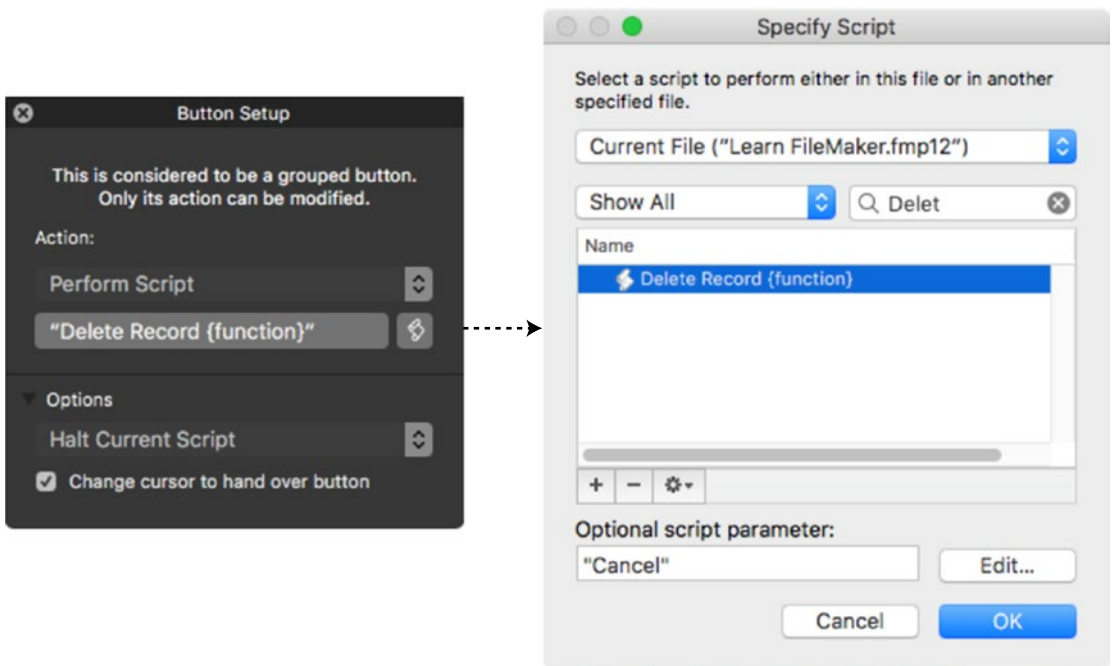 Button Setup
This is considered to be a grouped button.
Only its action can be modified.
Action:
Perform Script
“Delete Record {function}“
Options
Halt Current Script
Change cursor to hand over button
Specify Script
Select a script to perform either in this file or in another
specified file.
Current File (“Learn FileMaker.fmp12”)
Show All
Delet
Name
Delete Record {function}
Optional script parameter:
"Cancel"
Edit...
Cancel
OK